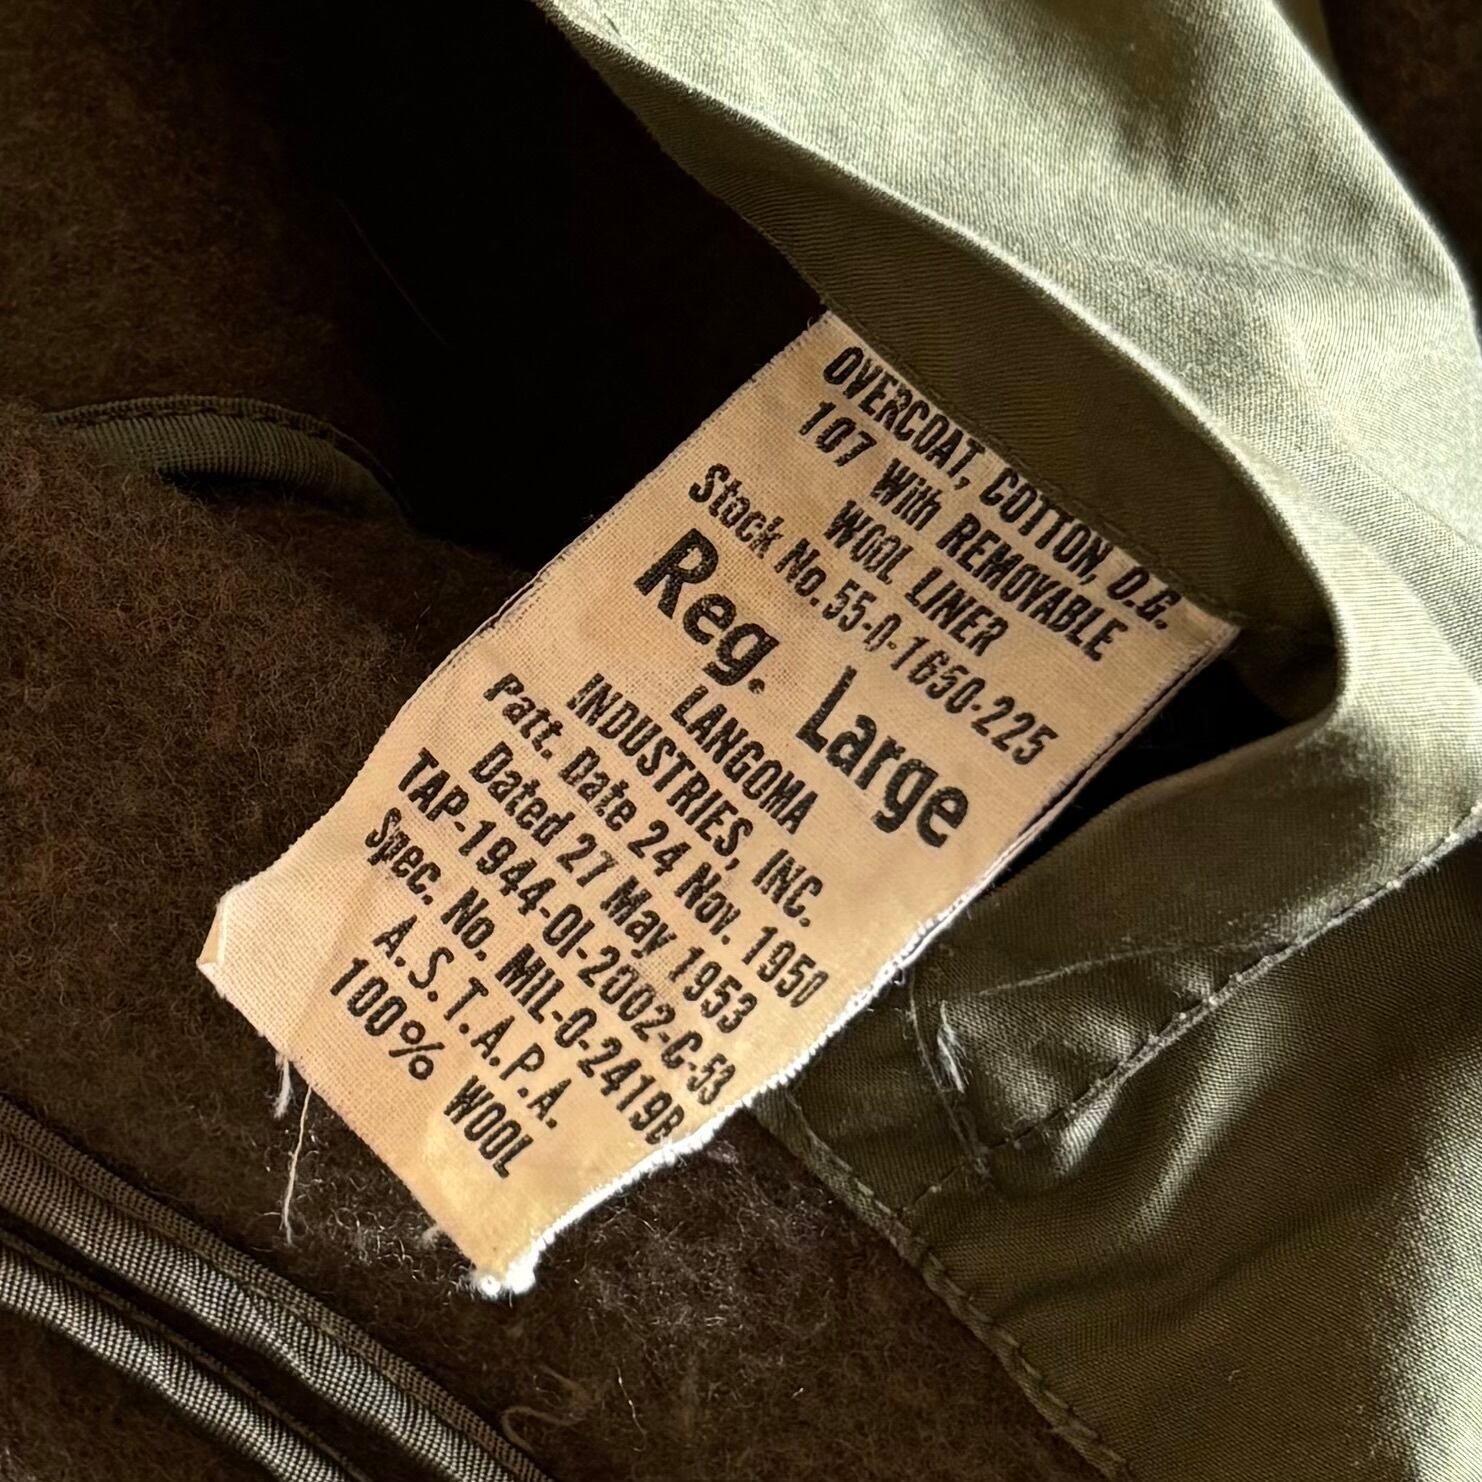 OVERCOAT, COTTON, O.G.
107 With REMOVABLE
WOOL LINER
Stock No. 55-O-1650-225
Reg. Large
LANGOMA
INDUSTRIES, INC.
Patt. Date 24 Nov. 1950
Dated 27 May 1953
TAP-1944-OI-2002-C-53
Spec. No. MIL-O-2419B
A.S.T.A.P.A.
100% WOOL